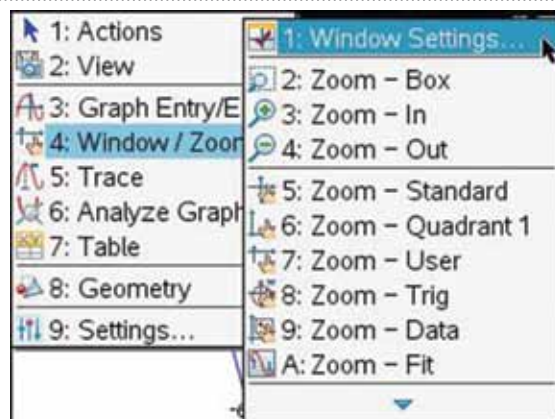 1: Actions
2: View
3: Graph Entry/E
4: Window / Zoon
5: Trace
6: Analyze Graph
7: Table
8: Geometry
9: Settings...
1: Window Settings...
2: Zoom – Box
3: Zoom – In
4: Zoom – Out
5: Zoom – Standard
6: Zoom – Quadrant 1
7: Zoom – User
8: Zoom – Trig
9: Zoom – Data
A: Zoom – Fit